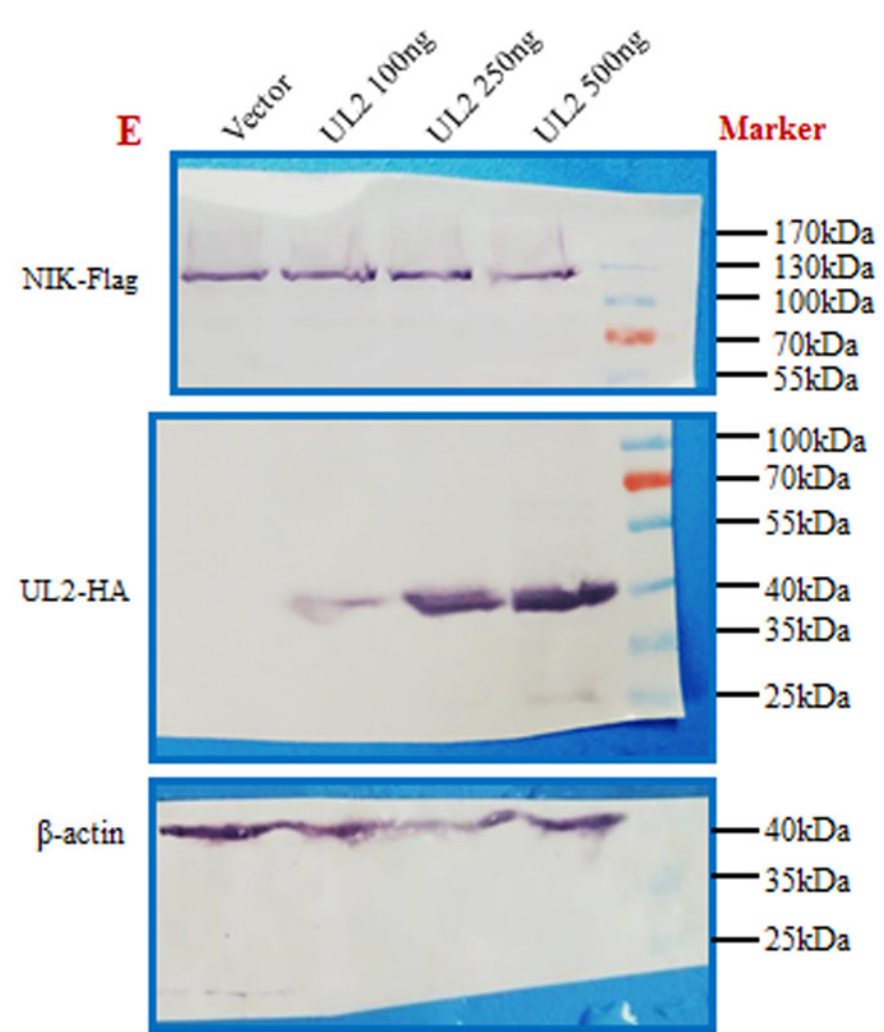 Vector
UL2 100ng
UL2 250ng
UL2 500ng
E
Marker
NIK-Flag
170kDa
130kDa
100kDa
70kDa
55kDa
UL2-HA
100kDa
70kDa
55kDa
40kDa
35kDa
25kDa
β-actin
40kDa
35kDa
25kDa